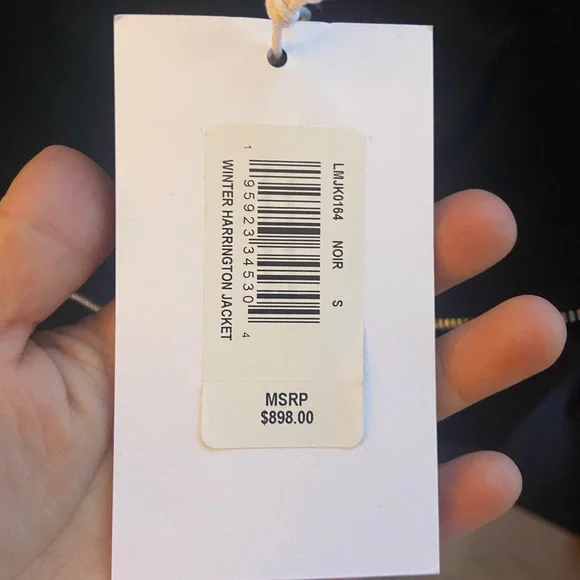 LMJK0164 NOIR S
1 95923 34530 4
WINTER HARRINGTON JACKET
MSRP
$898.00